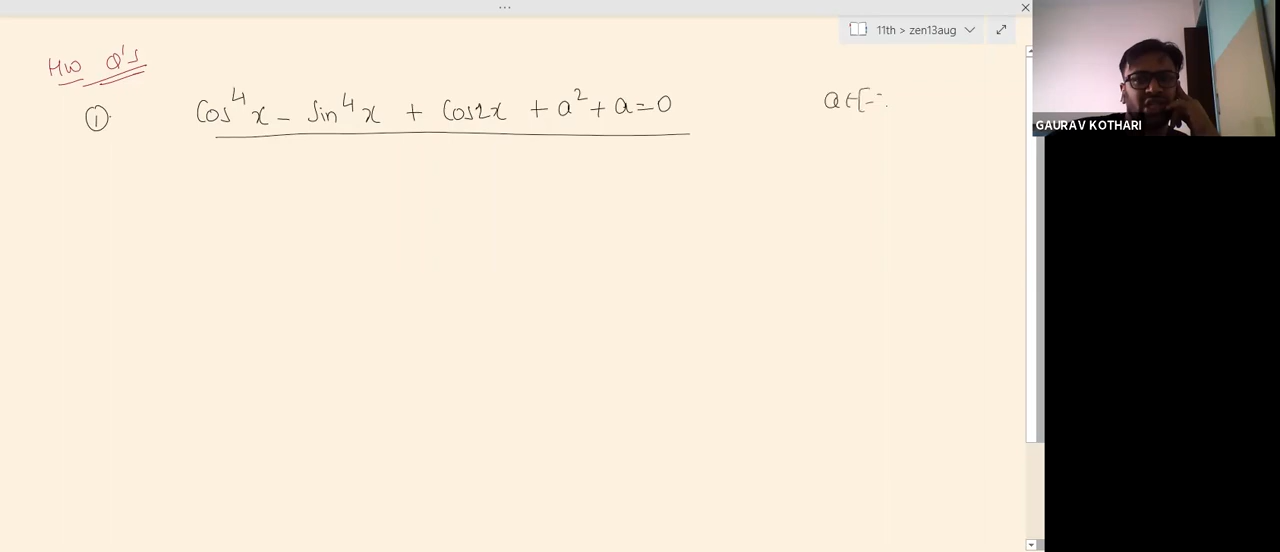 ...
11th > zen13aug
HW Q's
① Cos⁴x - Sin⁴x + Cos2x + a² + a = 0
a ∈ [-
GAURAV KOTHARI